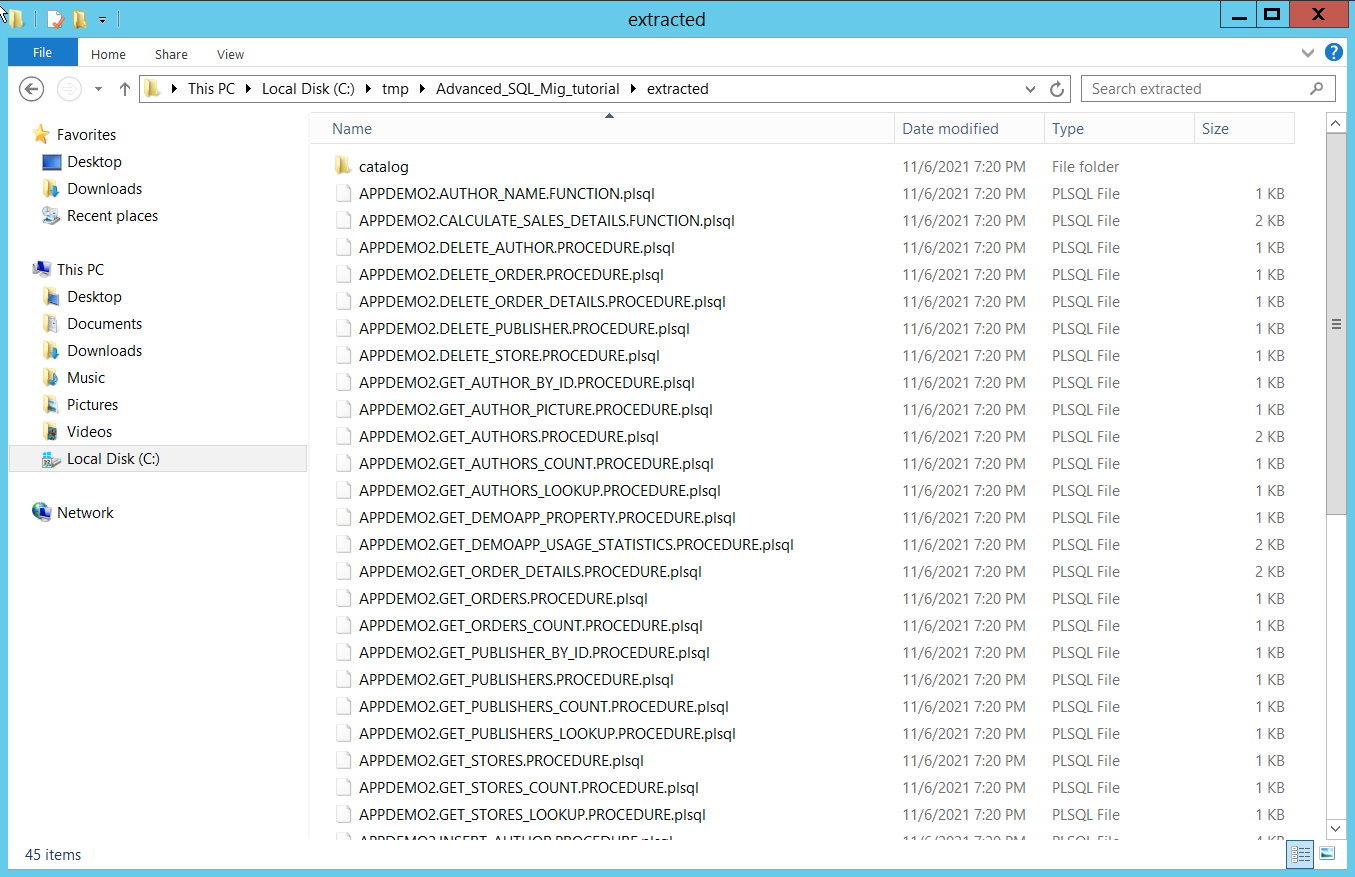 extracted
File Home Share View
This PC Local Disk (C:) tmp Advanced_SQL_Mig_tutorial extracted Search extracted
Favorites
Desktop
Downloads
Recent places
This PC
Desktop
Documents
Downloads
Music
Pictures
Videos
Local Disk (C:)
Network
Name Date modified Type Size
catalog 11/6/2021 7:20 PM File folder
APPDEMO2.AUTHOR_NAME.FUNCTION.plsql 11/6/2021 7:20 PM PLSQL File 1 KB
APPDEMO2.CALCULATE_SALES_DETAILS.FUNCTION.plsql 11/6/2021 7:20 PM PLSQL File 2 KB
APPDEMO2.DELETE_AUTHOR.PROCEDURE.plsql 11/6/2021 7:20 PM PLSQL File 1 KB
APPDEMO2.DELETE_ORDER.PROCEDURE.plsql 11/6/2021 7:20 PM PLSQL File 1 KB
APPDEMO2.DELETE_ORDER_DETAILS.PROCEDURE.plsql 11/6/2021 7:20 PM PLSQL File 1 KB
APPDEMO2.DELETE_PUBLISHER.PROCEDURE.plsql 11/6/2021 7:20 PM PLSQL File 1 KB
APPDEMO2.DELETE_STORE.PROCEDURE.plsql 11/6/2021 7:20 PM PLSQL File 1 KB
APPDEMO2.GET_AUTHOR_BY_ID.PROCEDURE.plsql 11/6/2021 7:20 PM PLSQL File 1 KB
APPDEMO2.GET_AUTHOR_PICTURE.PROCEDURE.plsql 11/6/2021 7:20 PM PLSQL File 1 KB
APPDEMO2.GET_AUTHORS.PROCEDURE.plsql 11/6/2021 7:20 PM PLSQL File 2 KB
APPDEMO2.GET_AUTHORS_COUNT.PROCEDURE.plsql 11/6/2021 7:20 PM PLSQL File 1 KB
APPDEMO2.GET_AUTHORS_LOOKUP.PROCEDURE.plsql 11/6/2021 7:20 PM PLSQL File 1 KB
APPDEMO2.GET_DEMOAPP_PROPERTY.PROCEDURE.plsql 11/6/2021 7:20 PM PLSQL File 1 KB
APPDEMO2.GET_DEMOAPP_USAGE_STATISTICS.PROCEDURE.plsql 11/6/2021 7:20 PM PLSQL File 2 KB
APPDEMO2.GET_ORDER_DETAILS.PROCEDURE.plsql 11/6/2021 7:20 PM PLSQL File 2 KB
APPDEMO2.GET_ORDERS.PROCEDURE.plsql 11/6/2021 7:20 PM PLSQL File 1 KB
APPDEMO2.GET_ORDERS_COUNT.PROCEDURE.plsql 11/6/2021 7:20 PM PLSQL File 1 KB
APPDEMO2.GET_PUBLISHER_BY_ID.PROCEDURE.plsql 11/6/2021 7:20 PM PLSQL File 1 KB
APPDEMO2.GET_PUBLISHERS.PROCEDURE.plsql 11/6/2021 7:20 PM PLSQL File 1 KB
APPDEMO2.GET_PUBLISHERS_COUNT.PROCEDURE.plsql 11/6/2021 7:20 PM PLSQL File 1 KB
APPDEMO2.GET_PUBLISHERS_LOOKUP.PROCEDURE.plsql 11/6/2021 7:20 PM PLSQL File 1 KB
APPDEMO2.GET_STORES.PROCEDURE.plsql 11/6/2021 7:20 PM PLSQL File 1 KB
APPDEMO2.GET_STORES_COUNT.PROCEDURE.plsql 11/6/2021 7:20 PM PLSQL File 1 KB
APPDEMO2.GET_STORES_LOOKUP.PROCEDURE.plsql 11/6/2021 7:20 PM PLSQL File 1 KB
APPDEMO2.INSERT_AUTHOR.PROCEDURE.plsql 11/6/2021 7:20 PM PLSQL File
45 items